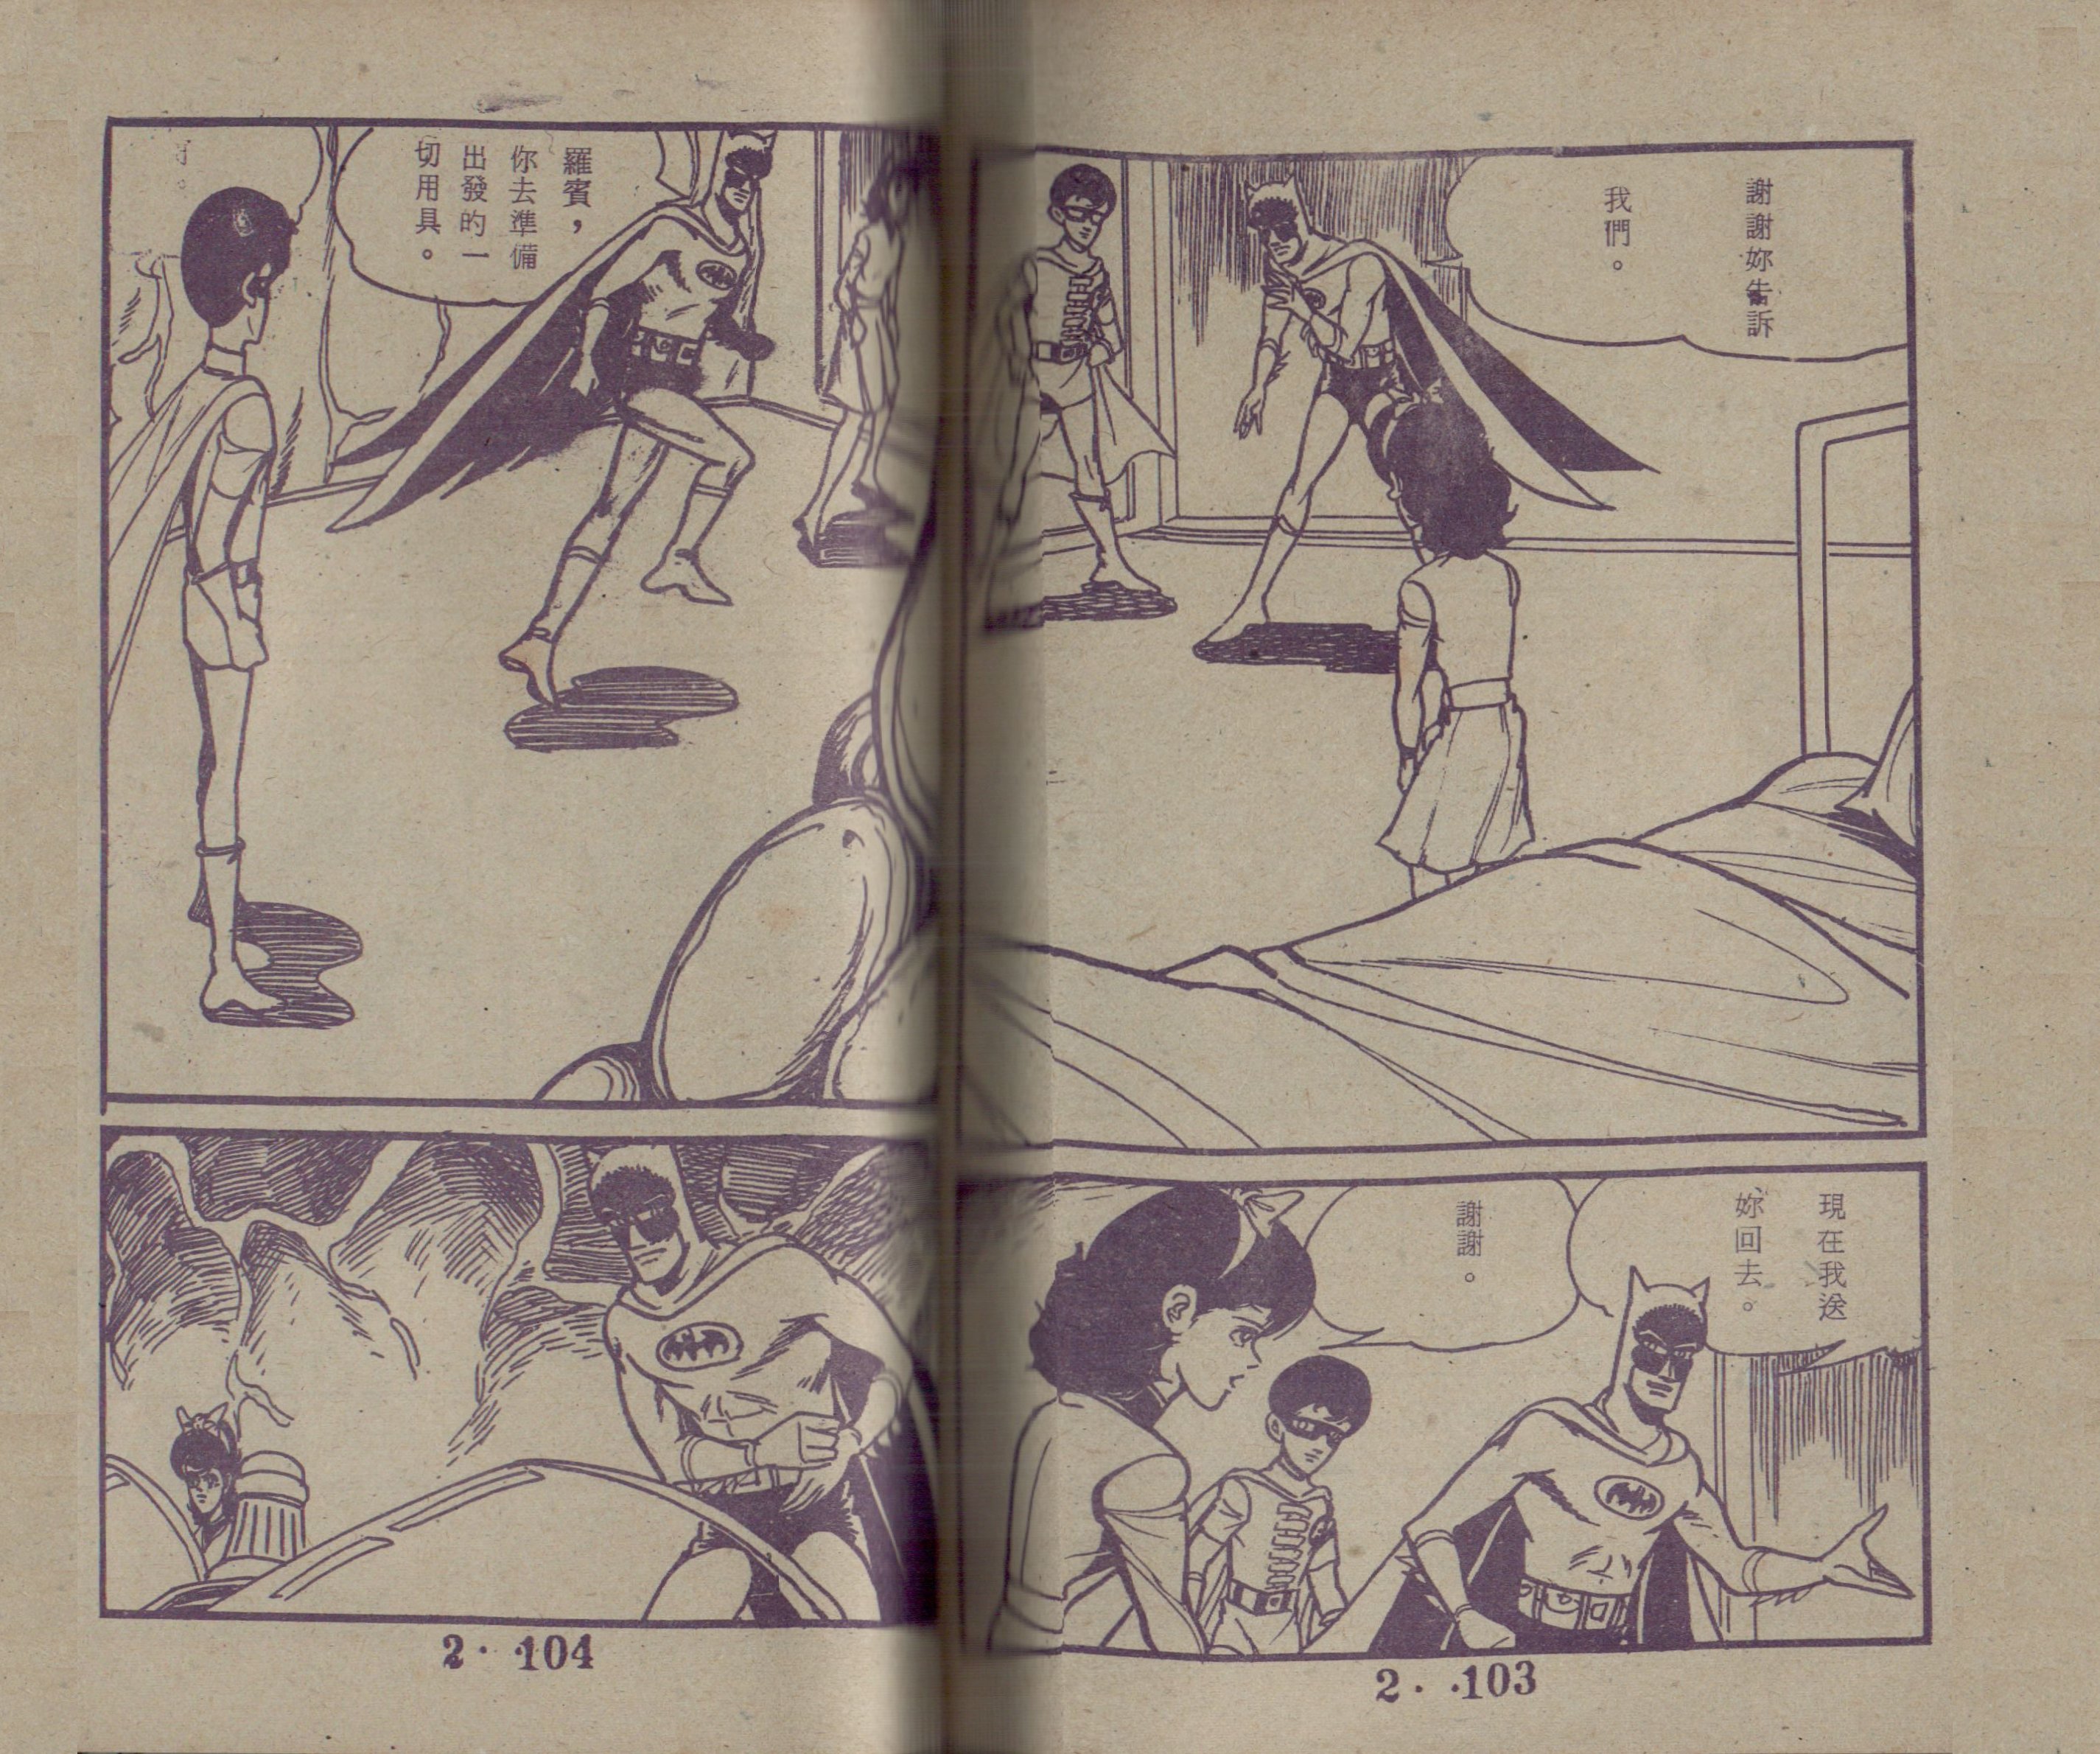 謝謝妳告訴
我們。
現在我送
妳回去。
謝謝。
2··103
羅賓，
你去準備
出發的一
切用具。
2··104